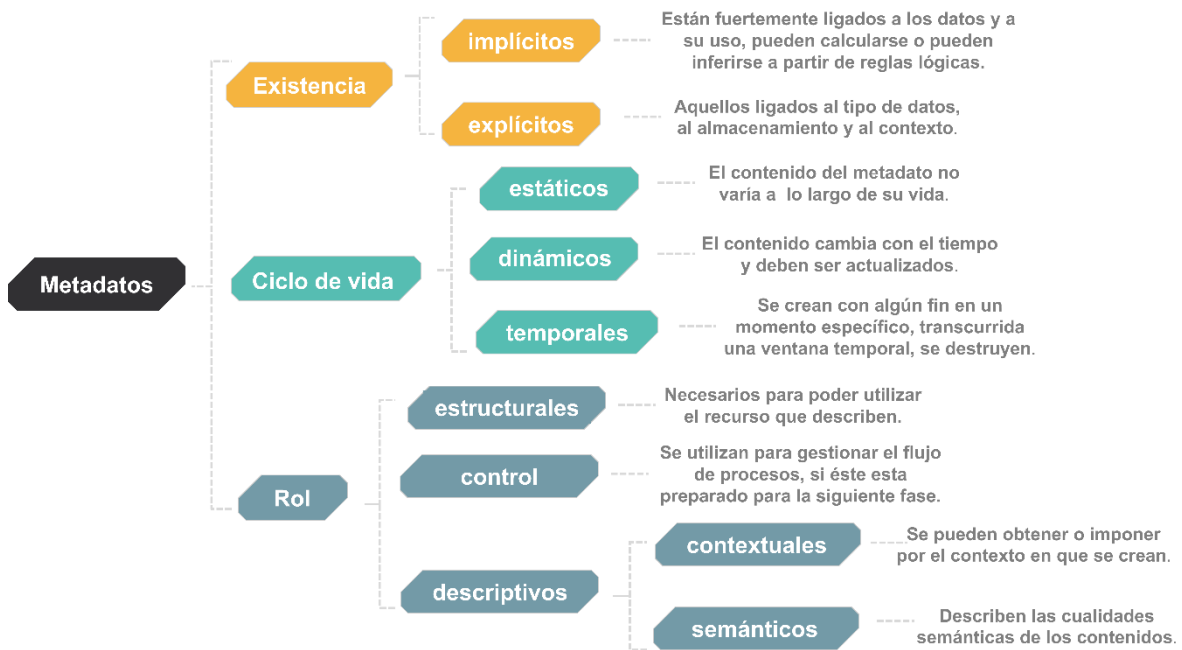 Metadatos
Existencia
implícitos
Están fuertemente ligados a los datos y a
su uso, pueden calcularse o pueden
inferirse a partir de reglas lógicas.
explícitos
Aquellos ligados al tipo de datos,
al almacenamiento y al contexto.
Ciclo de vida
estáticos
El contenido del metadato no
varía a lo largo de su vida.
dinámicos
El contenido cambia con el tiempo
y deben ser actualizados.
temporales
Se crean con algún fin en un
momento específico, transcurrida
una ventana temporal, se destruyen.
Rol
estructurales
Necesarios para poder utilizar
el recurso que describen.
control
Se utilizan para gestionar el flujo
de procesos, si éste esta
preparado para la siguiente fase.
descriptivos
contextuales
Se pueden obtener o imponer
por el contexto en que se crean.
semánticos
Describen las cualidades
semánticas de los contenidos.